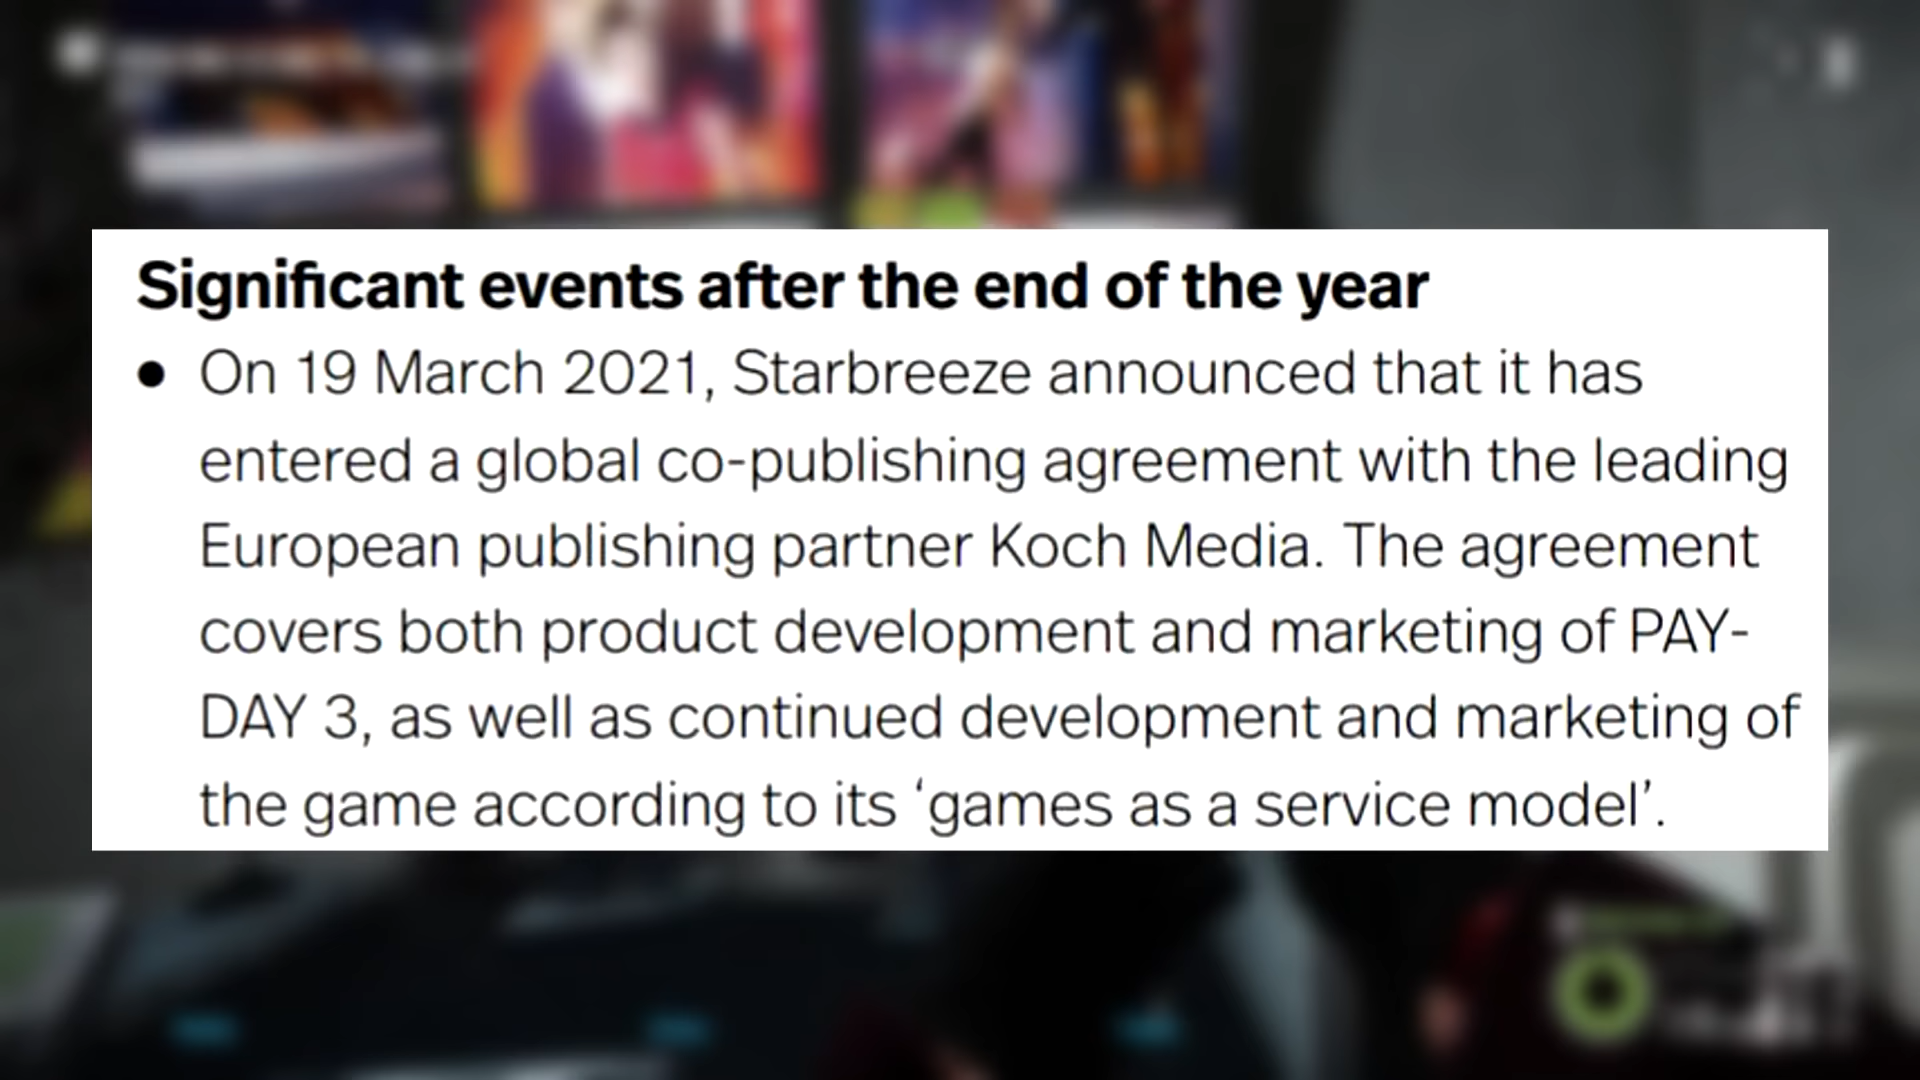 Significant events after the end of the year
● On 19 March 2021, Starbreeze announced that it has
entered a global co-publishing agreement with the leading
European publishing partner Koch Media. The agreement
covers both product development and marketing of PAY-
DAY 3, as well as continued development and marketing of
the game according to its ‘games as a service model’.